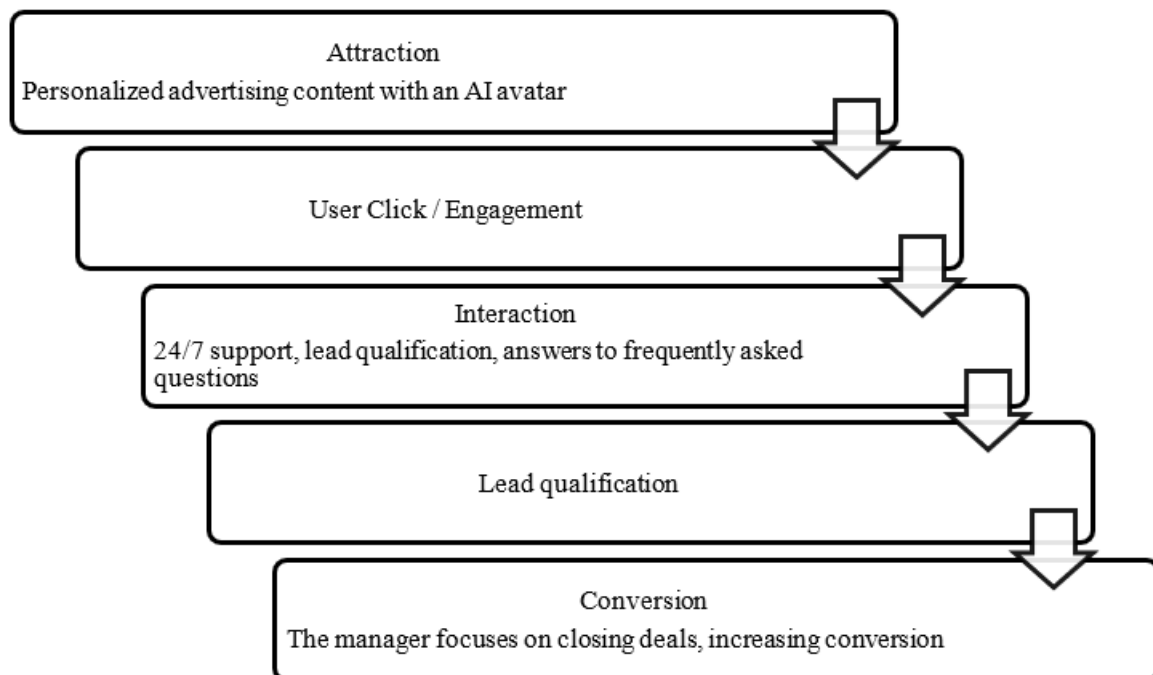 Attraction
Personalized advertising content with an AI avatar
User Click / Engagement
Interaction
24/7 support, lead qualification, answers to frequently asked
questions
Lead qualification
Conversion
The manager focuses on closing deals, increasing conversion